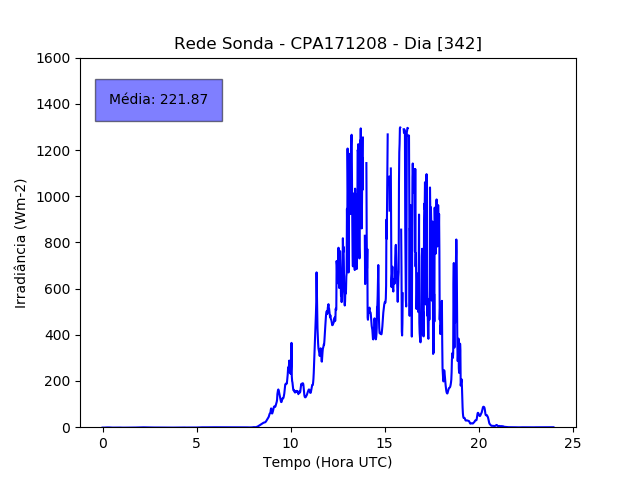 Rede Sonda - CPA171208 - Dia [342]
1600
Média: 221.87
1400
1200
1000
800
600
400
200
0
Irradiância (Wm-2)
0 5 10 15 20 25
Tempo (Hora UTC)